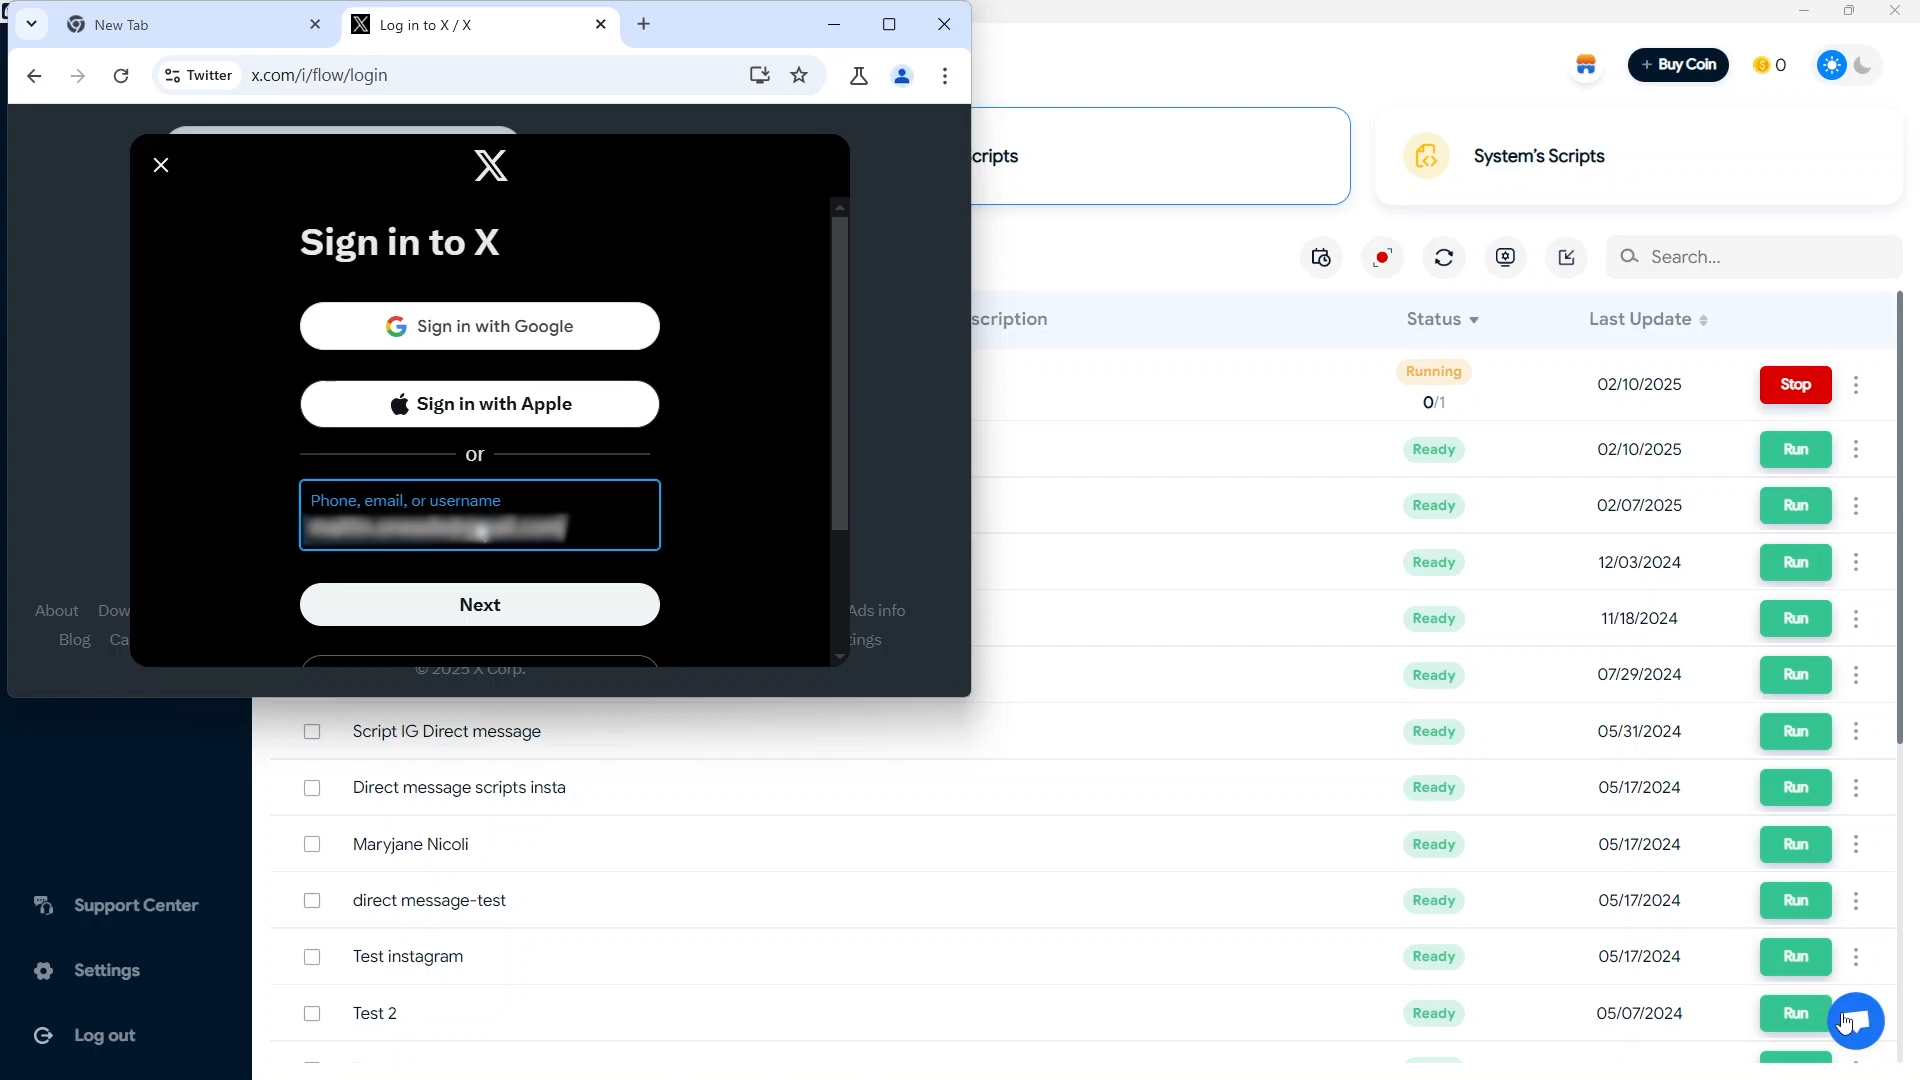 New Tab
Log in to X / X
Twitter
x.com/i/flow/login
+ Buy Coin
0
cripts
System's Scripts
Sign in to X
Sign in with Google
Sign in with Apple
or
Phone, email, or username
Next
About
Blog
Ads info
© 2025 X Corp.
Search...
scription
Status
Last Update
Running
0/1
02/10/2025
Stop
Ready
02/10/2025
Run
Ready
02/07/2025
Run
Ready
12/03/2024
Run
Ready
11/18/2024
Run
Ready
07/29/2024
Run
Script IG Direct message
Ready
05/31/2024
Run
Direct message scripts insta
Ready
05/17/2024
Run
Maryjane Nicoli
Ready
05/17/2024
Run
direct message-test
Ready
05/17/2024
Run
Test instagram
Ready
05/17/2024
Run
Test 2
Ready
05/07/2024
Run
Support Center
Settings
Log out